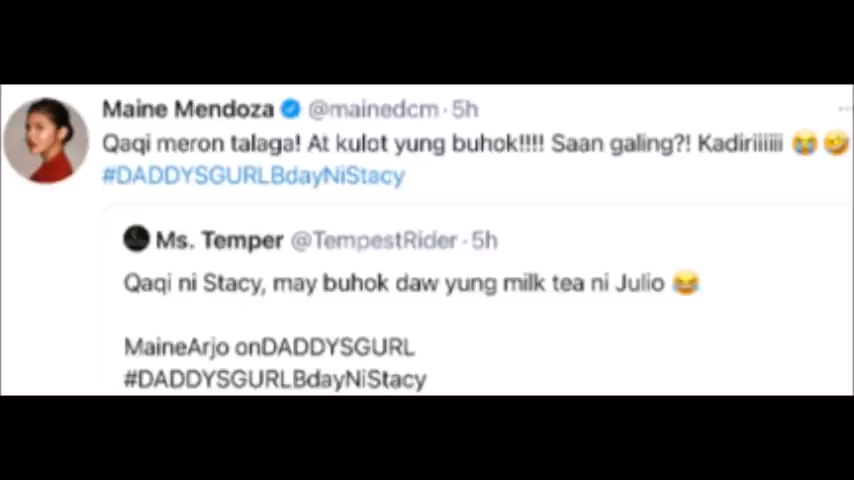 Maine Mendoza @mainedcm · 5h
Qaqi meron talaga! At kulot yung buhok!!!! Saan galing?! Kadiriiiiiii 😭🤣
#DADDYSGURLBdayNiStacy
Ms. Temper @TempestRider · 5h
Qaqi ni Stacy, may buhok daw yung milk tea ni Julio 😂
MaineArjo onDADDYSGURL
#DADDYSGURLBdayNiStacy